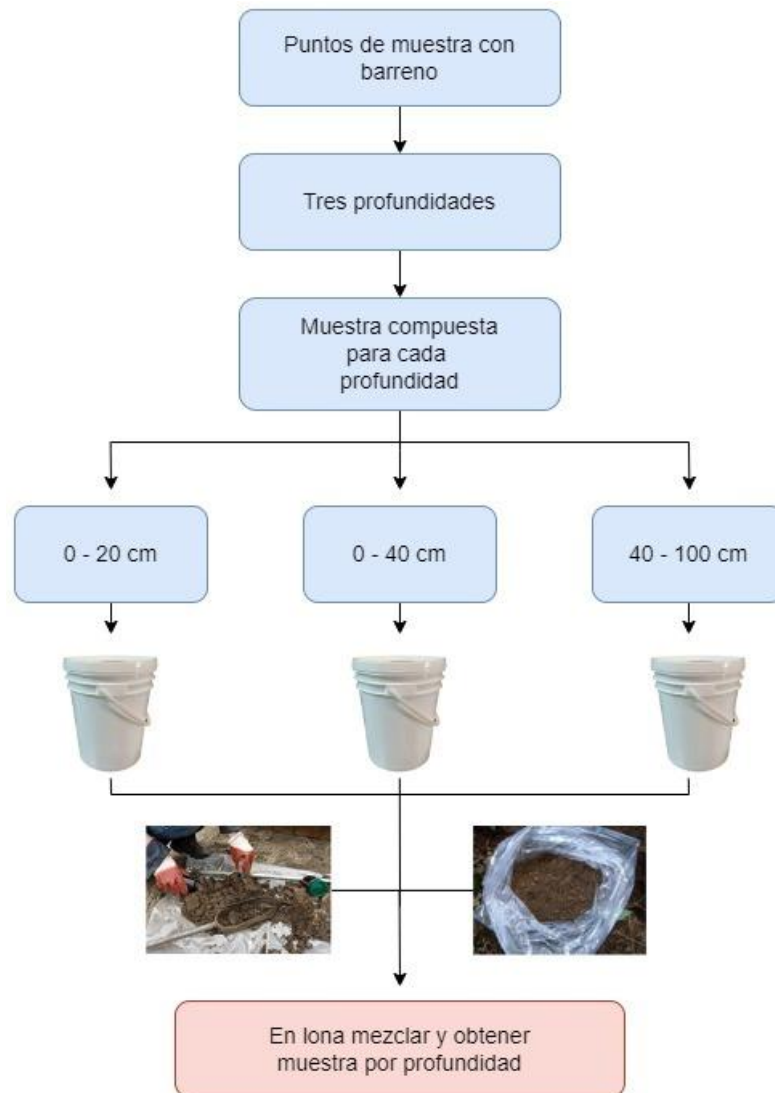 Puntos de muestra con
barreno
Tres profundidades
Muestra compuesta
para cada
profundidad
0 - 20 cm
0 - 40 cm
40 - 100 cm
En lona mezclar y obtener
muestra por profundidad